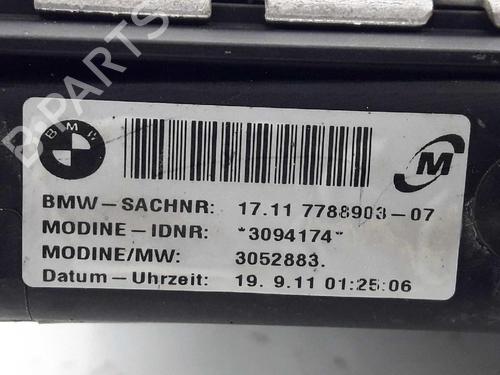 B-PARTS
BMW
M
BMW-SACHNR: 17.11 7788903-07
MODINE-IDNR: *3094174*
MODINE/MW: 3052883.
Datum-Uhrzeit: 19. 9.11 01:25:06